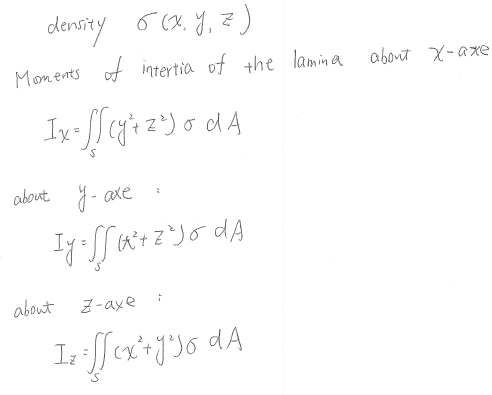 density σ(x, y, z)
Moments of intertia of the lamina about x-axe
Ix = ∬S (y² + z²) σ dA
about y-axe :
Iy = ∬S (x² + z²) σ dA
about z-axe :
Iz = ∬S (x² + y²) σ dA